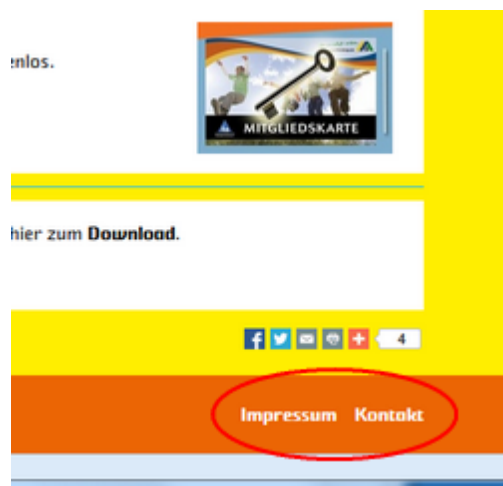 enlos.
MITGLIEDSKARTE
hier zum Download.
4
Impressum Kontakt